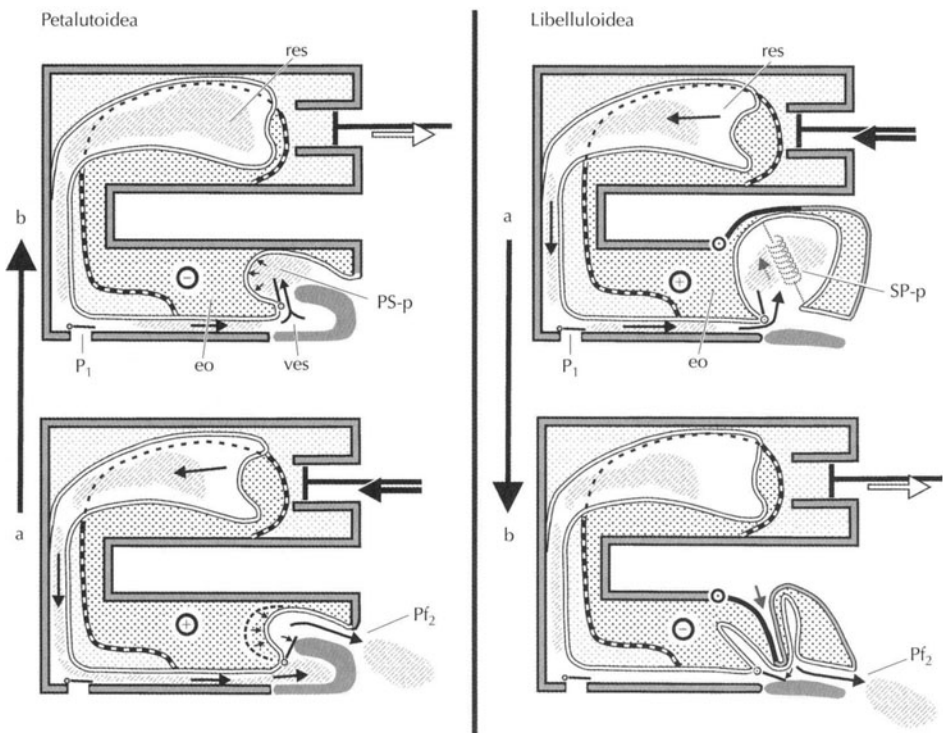 Petalutoidea
res
b
−
PS-p
P1
eo
ves
a
+
Pf2
Libelluloidea
res
a
+
SP-p
P1
eo
b
−
Pf2